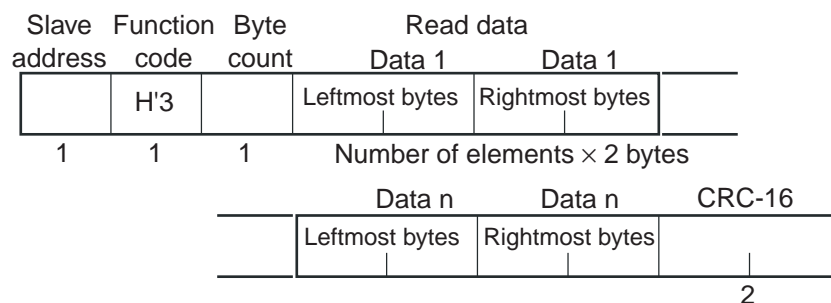 Slave Function Byte Read data
address code count Data 1 Data 1
H'3 Leftmost bytes Rightmost bytes
1 1 1 Number of elements × 2 bytes
Data n Data n CRC-16
Leftmost bytes Rightmost bytes
2